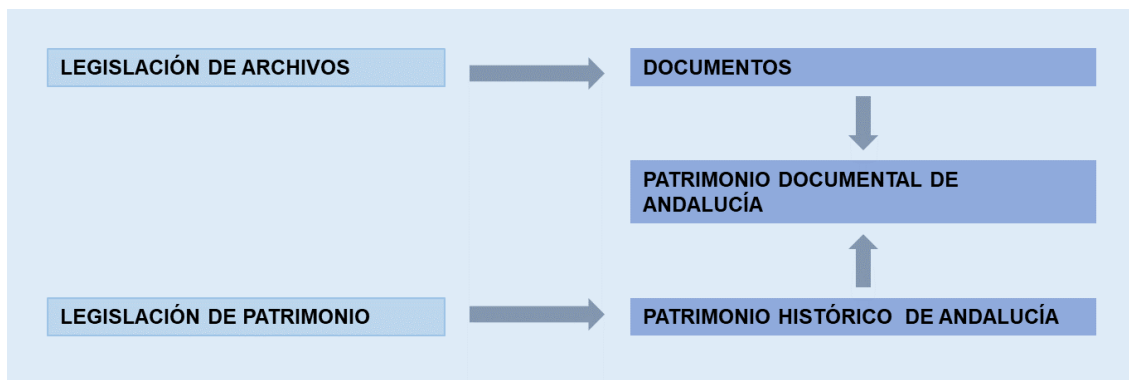 LEGISLACIÓN DE ARCHIVOS
DOCUMENTOS
PATRIMONIO DOCUMENTAL DE
ANDALUCÍA
LEGISLACIÓN DE PATRIMONIO
PATRIMONIO HISTÓRICO DE ANDALUCÍA